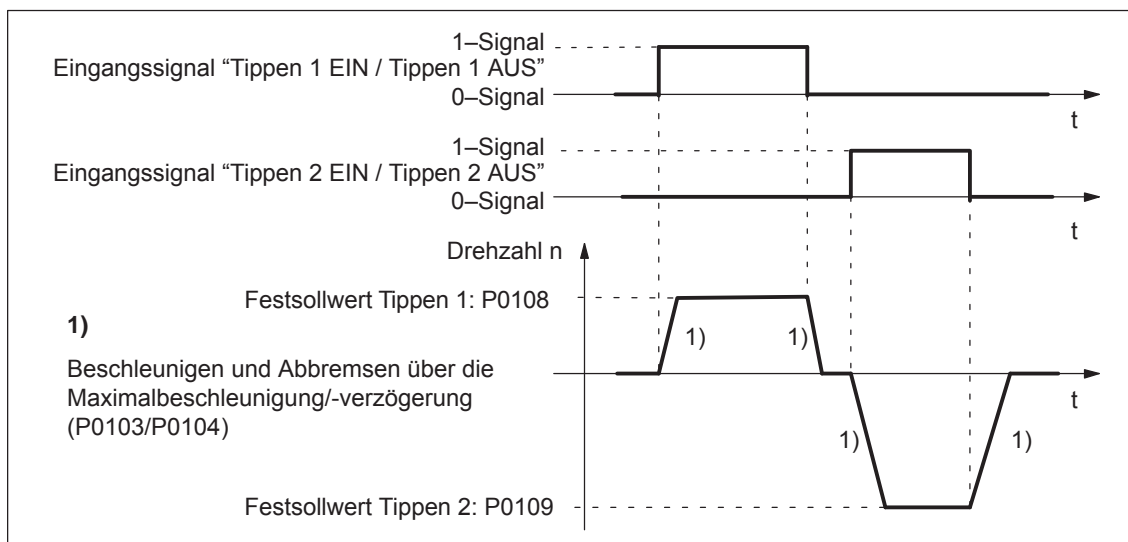 1–Signal
Eingangssignal “Tippen 1 EIN / Tippen 1 AUS”
0–Signal
t
1–Signal
Eingangssignal “Tippen 2 EIN / Tippen 2 AUS”
0–Signal
t
Drehzahl n
Festsollwert Tippen 1: P0108
1)
1)
1)
Beschleunigen und Abbremsen über die
Maximalbeschleunigung/-verzögerung
(P0103/P0104)
t
1)
1)
Festsollwert Tippen 2: P0109